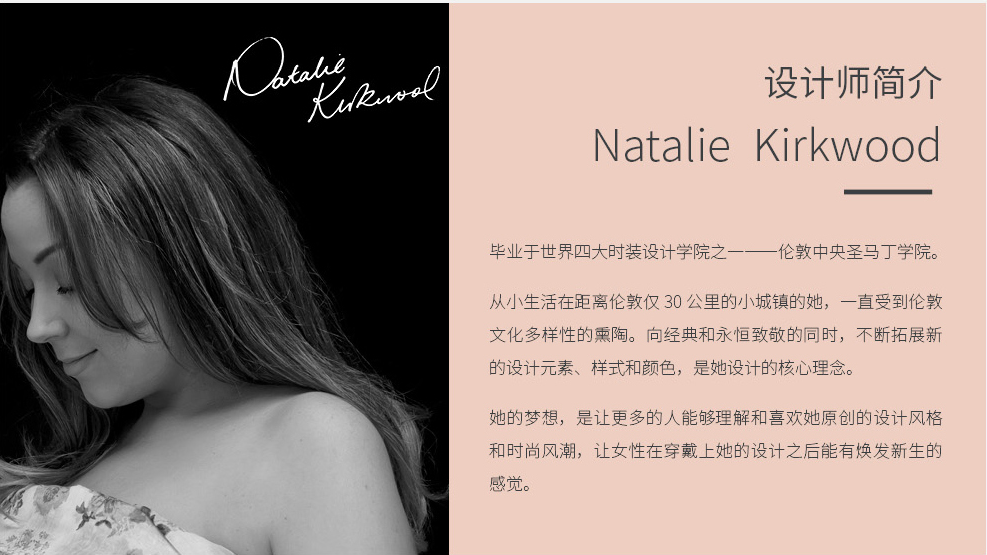 Natalie
Kirkwood
设计师简介
Natalie Kirkwood
毕业于世界四大时装设计学院之一——伦敦中央圣马丁学院。
从小生活在距离伦敦仅 30 公里的小城镇的她，一直受到伦敦
文化多样性的熏陶。向经典和永恒致敬的同时，不断拓展新
的设计元素、样式和颜色，是她设计的核心理念。
她的梦想，是让更多的人能够理解和喜欢她原创的设计风格
和时尚风潮，让女性在穿戴上她的设计之后能有焕发新生的
感觉。